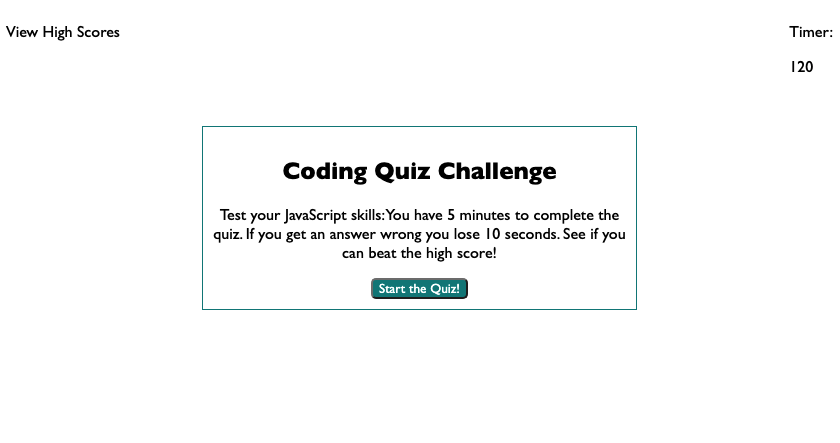 View High Scores
Timer:
120
Coding Quiz Challenge
Test your JavaScript skills: You have 5 minutes to complete the
quiz. If you get an answer wrong you lose 10 seconds. See if you
can beat the high score!
Start the Quiz!